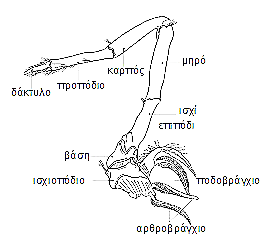 μηρό
καρπός
προπόδιο
δάκτυλο
ισχί
επιπόδι
βάση
ισχιοπόδιο
ποδοβράγχιο
αρθροβράγχιο